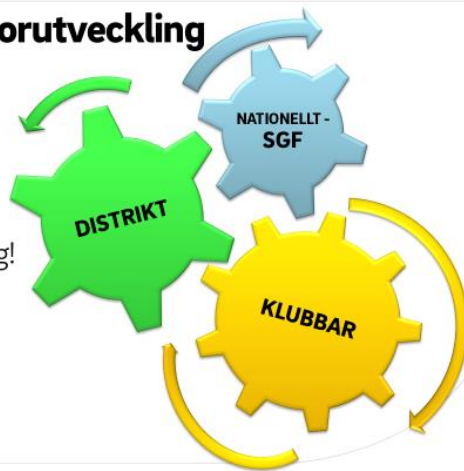 orutveckling
NATIONELLT -
SGF
DISTRIKT
g!
KLUBBAR